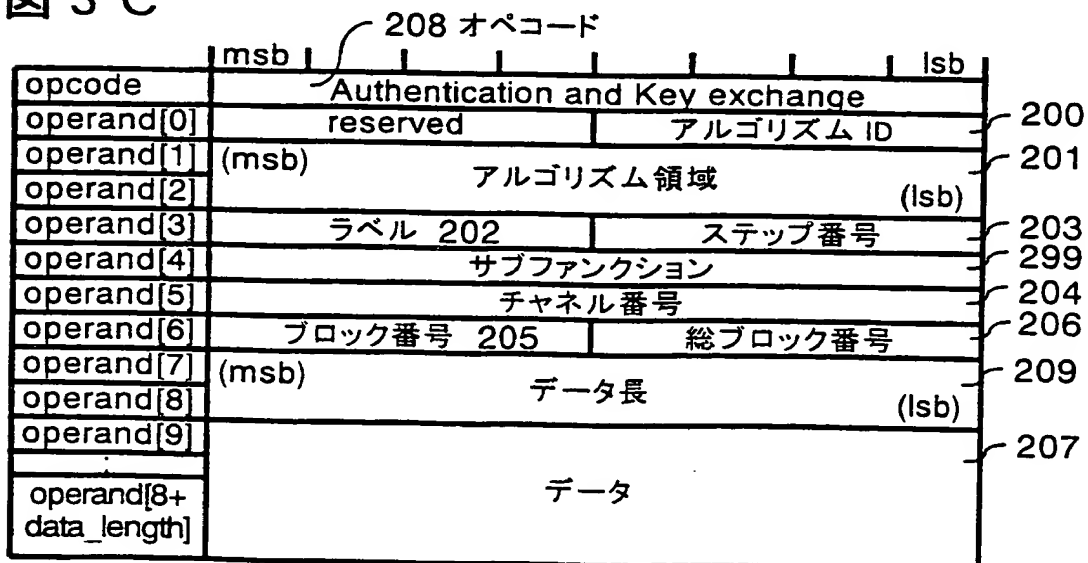 図 3 C
208 オペコード
msb lsb
opcode Authentication and Key exchange
operand[0] reserved アルゴリズム ID 200
operand[1] (msb) アルゴリズム領域 201
operand[2] (lsb)
operand[3] ラベル 202 ステップ番号 203
operand[4] サブファンクション 299
operand[5] チャネル番号 204
operand[6] ブロック番号 205 総ブロック番号 206
operand[7] (msb) データ長 209
operand[8] (lsb)
operand[9] 207
データ
operand[8+
data_length]